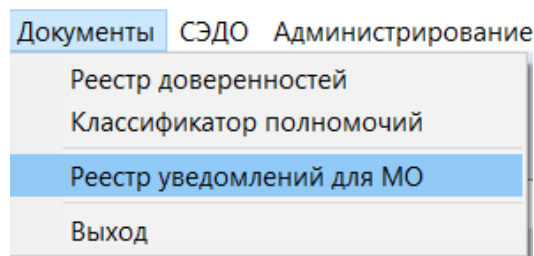 Документы СЭДО Администрирование
Реестр доверенностей
Классификатор полномочий
Реестр уведомлений для МО
Выход